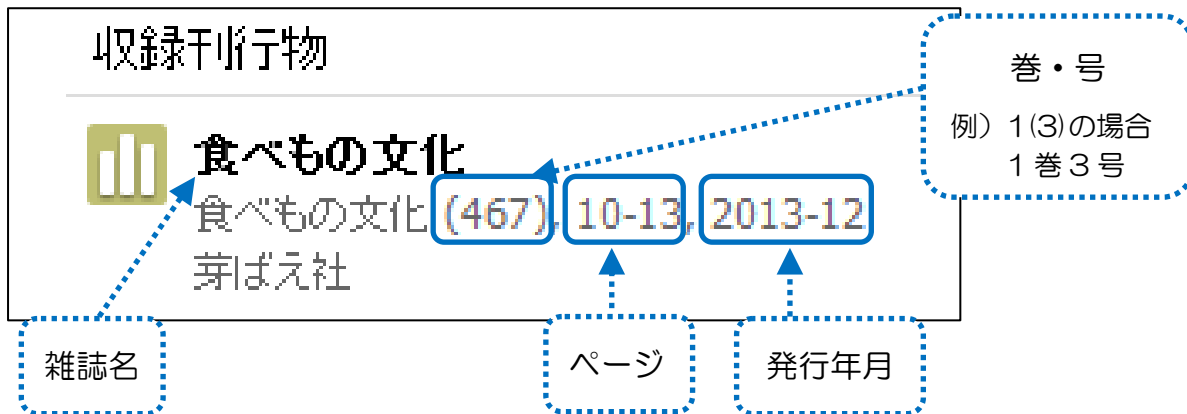 収録刊行物
巻・号
例）1(3)の場合
1巻3号
食べもの文化
食べもの文化 (467), 10-13, 2013-12
芽ばえ社
雑誌名
ページ
発行年月